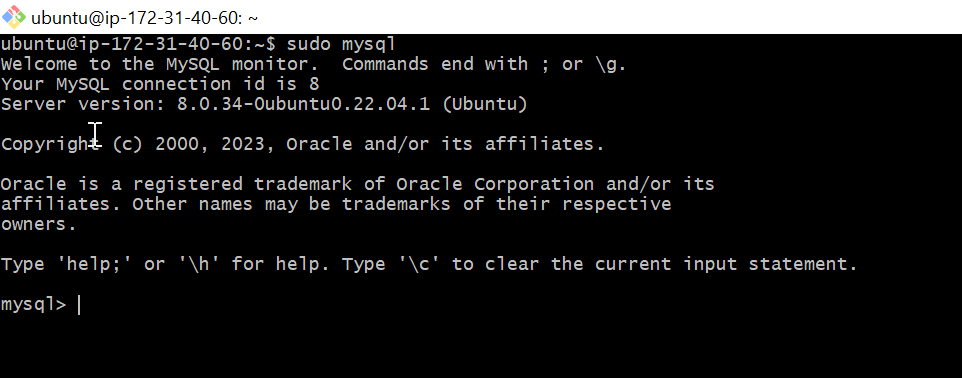 ubuntu@ip-172-31-40-60: ~
ubuntu@ip-172-31-40-60:~$ sudo mysql
Welcome to the MySQL monitor.  Commands end with ; or \g.
Your MySQL connection id is 8
Server version: 8.0.34-0ubuntu0.22.04.1 (Ubuntu)
Copyright (c) 2000, 2023, Oracle and/or its affiliates.
Oracle is a registered trademark of Oracle Corporation and/or its
affiliates. Other names may be trademarks of their respective
owners.
Type 'help;' or '\h' for help. Type '\c' to clear the current input statement.
mysql>